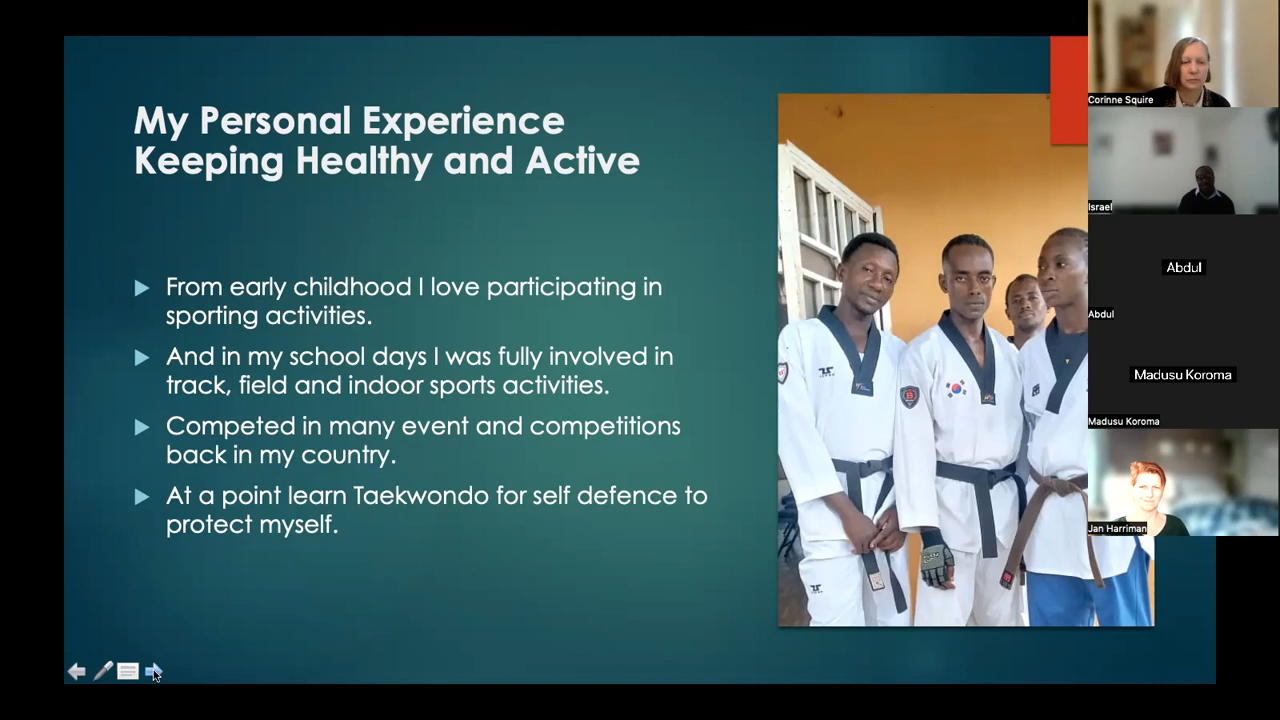 My Personal Experience
Keeping Healthy and Active
From early childhood I love participating in
sporting activities.
And in my school days I was fully involved in
track, field and indoor sports activities.
Competed in many event and competitions
back in my country.
At a point learn Taekwondo for self defence to
protect myself.
Corinne Squire
Israel
Abdul
Abdul
Madusu Koroma
Madusu Koroma
Jan Harriman